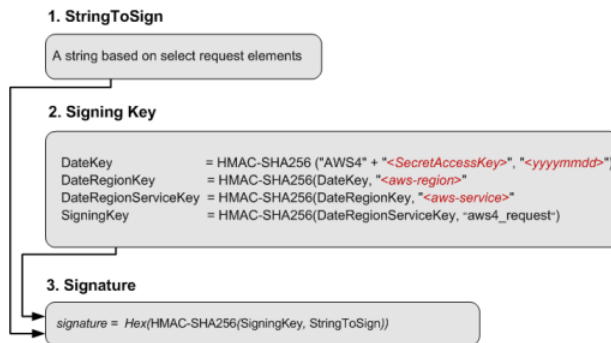 1. StringToSign
A string based on select request elements
2. Signing Key
DateKey = HMAC-SHA256 ("AWS4" + "<SecretAccessKey>", "<yyyymmdd>")
DateRegionKey = HMAC-SHA256(DateKey, "<aws-region>"
DateRegionServiceKey = HMAC-SHA256(DateRegionKey, "<aws-service>"
SigningKey = HMAC-SHA256(DateRegionServiceKey, "aws4_request")
3. Signature
signature = Hex(HMAC-SHA256(SigningKey, StringToSign))